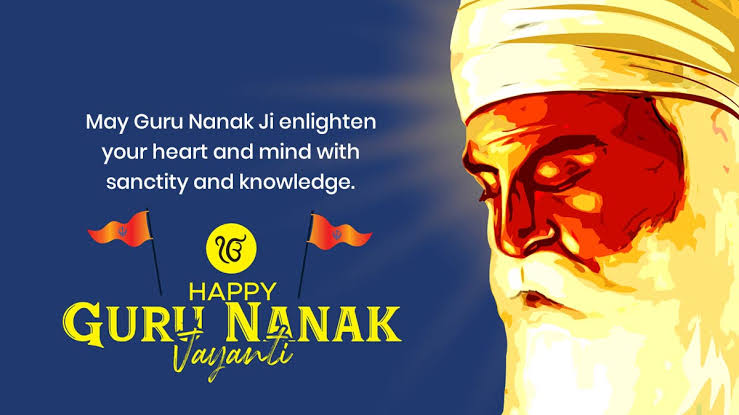 May Guru Nanak Ji enlighten
your heart and mind with
sanctity and knowledge.
ੴ
HAPPY
GURU NANAK
Jayanti